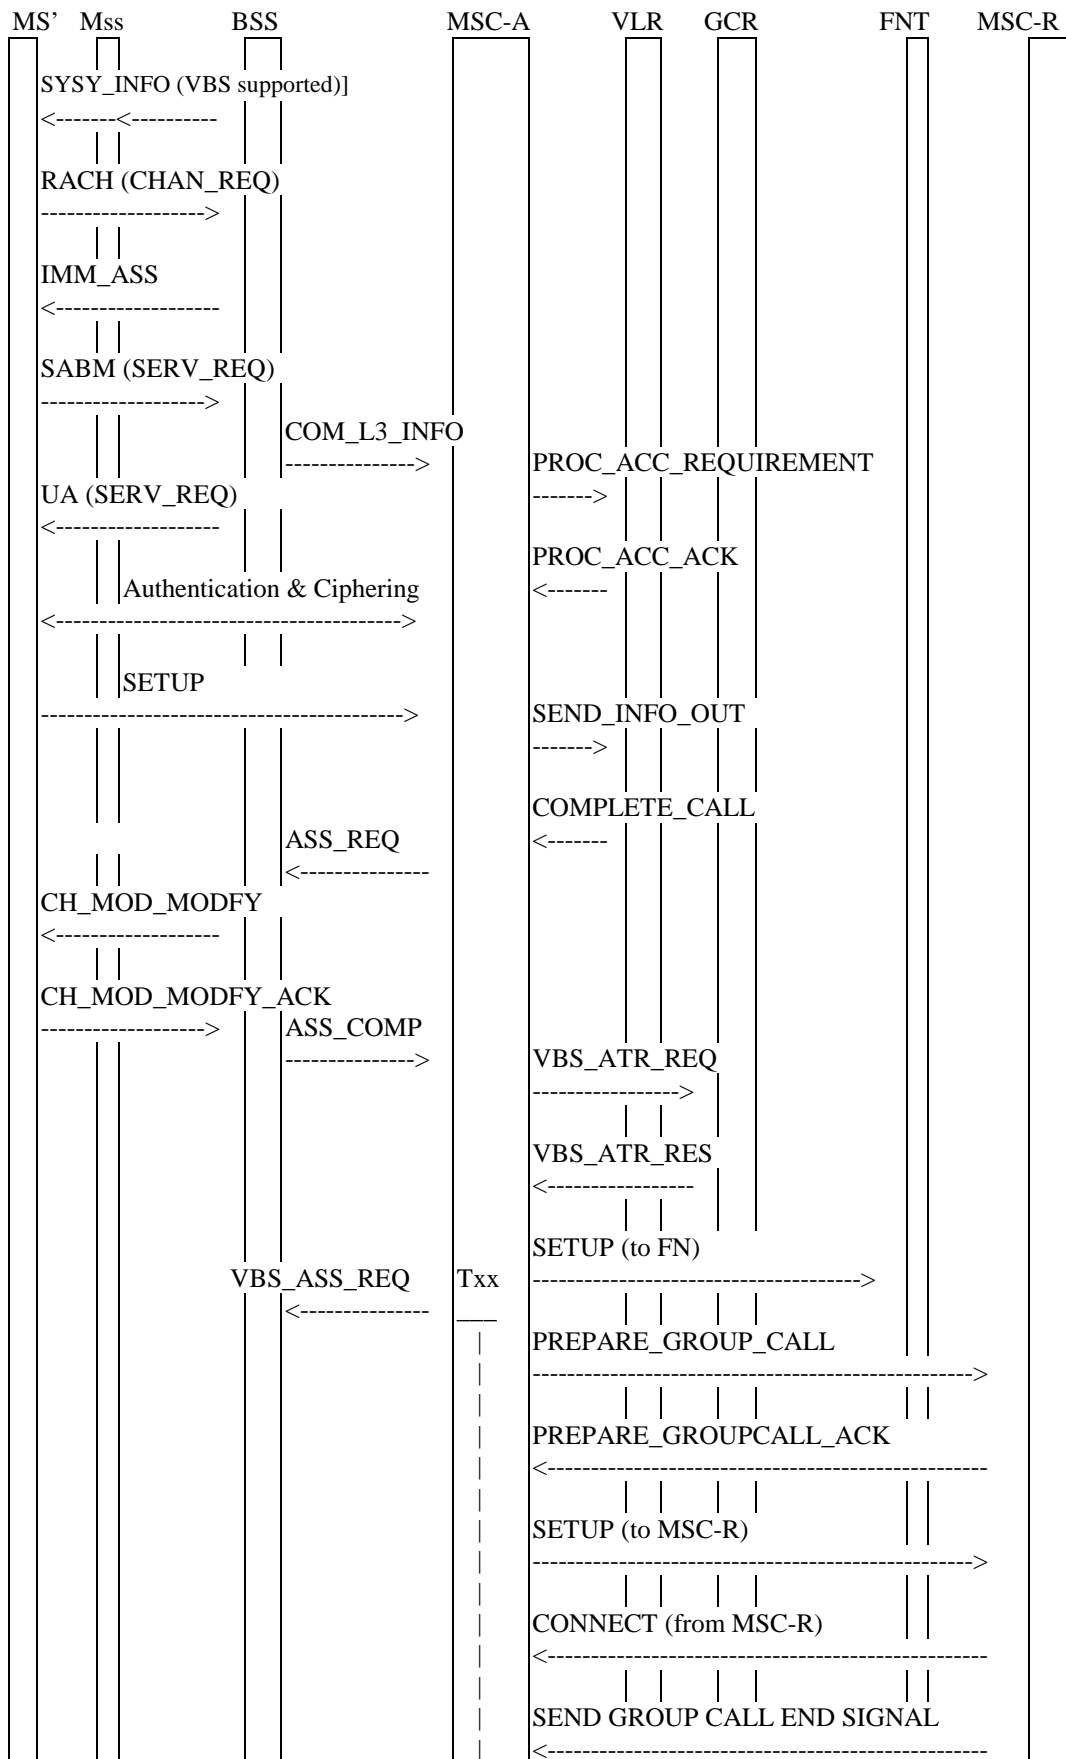 MS’ Mss BSS MSC-A VLR GCR FNT MSC-R
SYSY_INFO (VBS supported)]
<-------<----------
RACH (CHAN_REQ)
------------------->
IMM_ASS
<-------------------
SABM (SERV_REQ)
------------------->
COM_L3_INFO
---------------> PROC_ACC_REQUIREMENT
UA (SERV_REQ) ------->
<-------------------
PROC_ACC_ACK
Authentication & Ciphering <-------
<---------------------------------------->
SETUP
------------------------------------------> SEND_INFO_OUT
------->
COMPLETE_CALL
ASS_REQ <-------
<---------------
CH_MOD_MODFY
<-------------------
CH_MOD_MODFY_ACK
-------------------> ASS_COMP
---------------> VBS_ATR_REQ
----------------->
VBS_ATR_RES
<-----------------
SETUP (to FN)
VBS_ASS_REQ Txx -------------------------------------->
<--------------- ___
| PREPARE_GROUP_CALL
| --------------------------------------------------->
|
| PREPARE_GROUPCALL_ACK
| <---------------------------------------------------
|
| SETUP (to MSC-R)
| --------------------------------------------------->
|
| CONNECT (from MSC-R)
| <---------------------------------------------------
|
| SEND GROUP CALL END SIGNAL
| <---------------------------------------------------